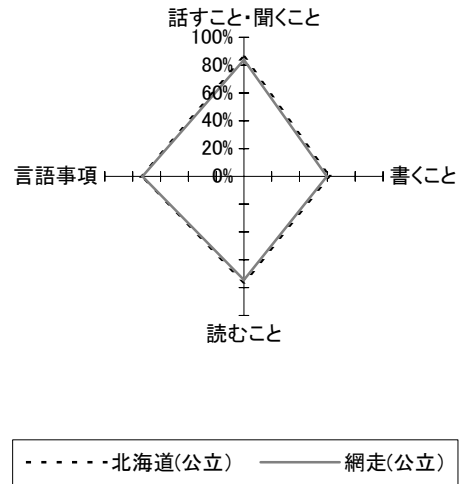 話すこと・聞くこと
100%
80%
60%
40%
20%
0%
言語事項
書くこと
読むこと
北海道(公立)
網走(公立)